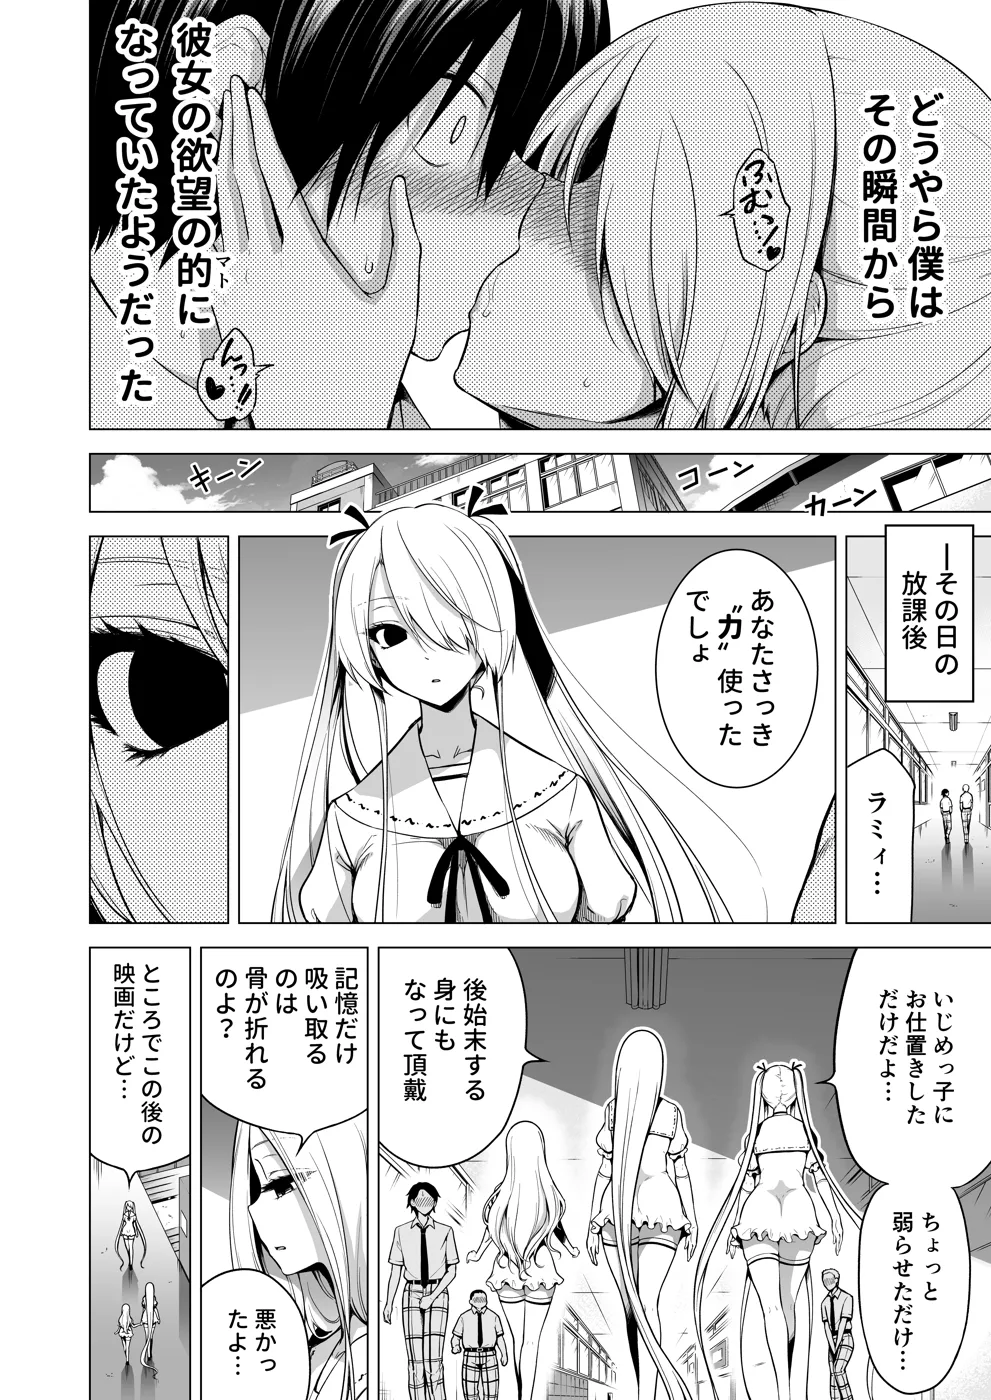 どうやら僕は
その瞬間から
ふむっ…!
彼女の欲望の的に
マト
なっていたようだった
んっ…!!
キーン
コーン
カーン
ーその日の
放課後
ラミィ…
あなたさっき
〝力〟使った
でしょ
いじめっ子に
お仕置きした
だけだよ…
ちょっと
弱らせただけ…
後始末する
身にも
なって頂戴
記憶だけ
吸い取る
のは
骨が折れる
のよ?
悪かっ
たよ…
ところでこの後の
映画だけど…